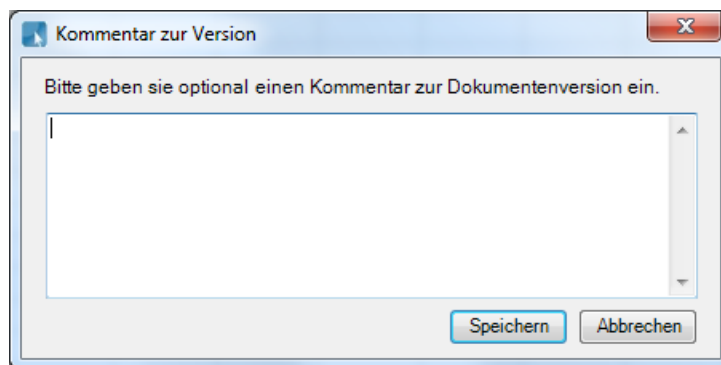 Kommentar zur Version
Bitte geben sie optional einen Kommentar zur Dokumentenversion ein.
Speichern
Abbrechen